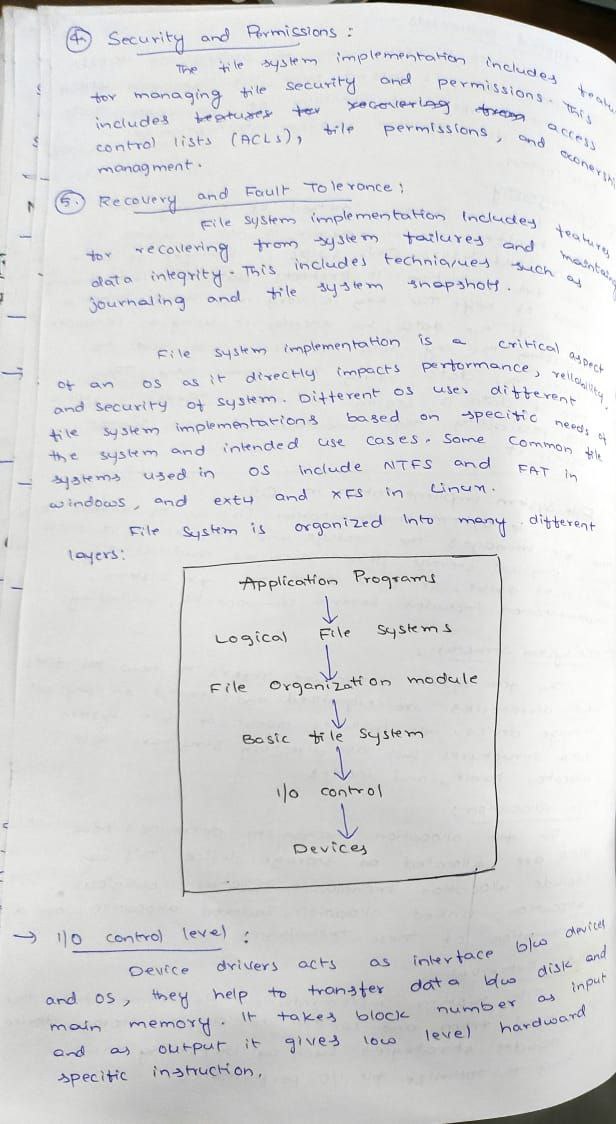 ④ Security and Permissions :
The file system implementation includes
for managing file security and permissions. This
includes features for recovering from access
control lists (ACLs), file permissions, and
managment.
⑤. Recovery and Fault Tolerance ;
File system implementation Includes features
for recovering from system failures and
data integrity. This includes techniques such as
journaling and file system snapshots.
File system implementation is a critical aspect
→ of an OS as it directly impacts performance, reliability,
and security of system. Different OS uses different
file system implementations based on specific needs of
the system and intended use cases. Some common file
systems used in OS include NTFS and FAT in
windows, and ext4 and XFS in Linux.
File System is organized into many different
layers:
Application Programs
↓
Logical File Systems
↓
File Organization module
↓
Basic file System
↓
I/o control
↓
Devices
→ I/O control level :
Device drivers acts as interface b/w devices
and OS, they help to transfer data b/w disk and
main memory. It takes block number as input
and as output it gives low level hardward
specific instruction.